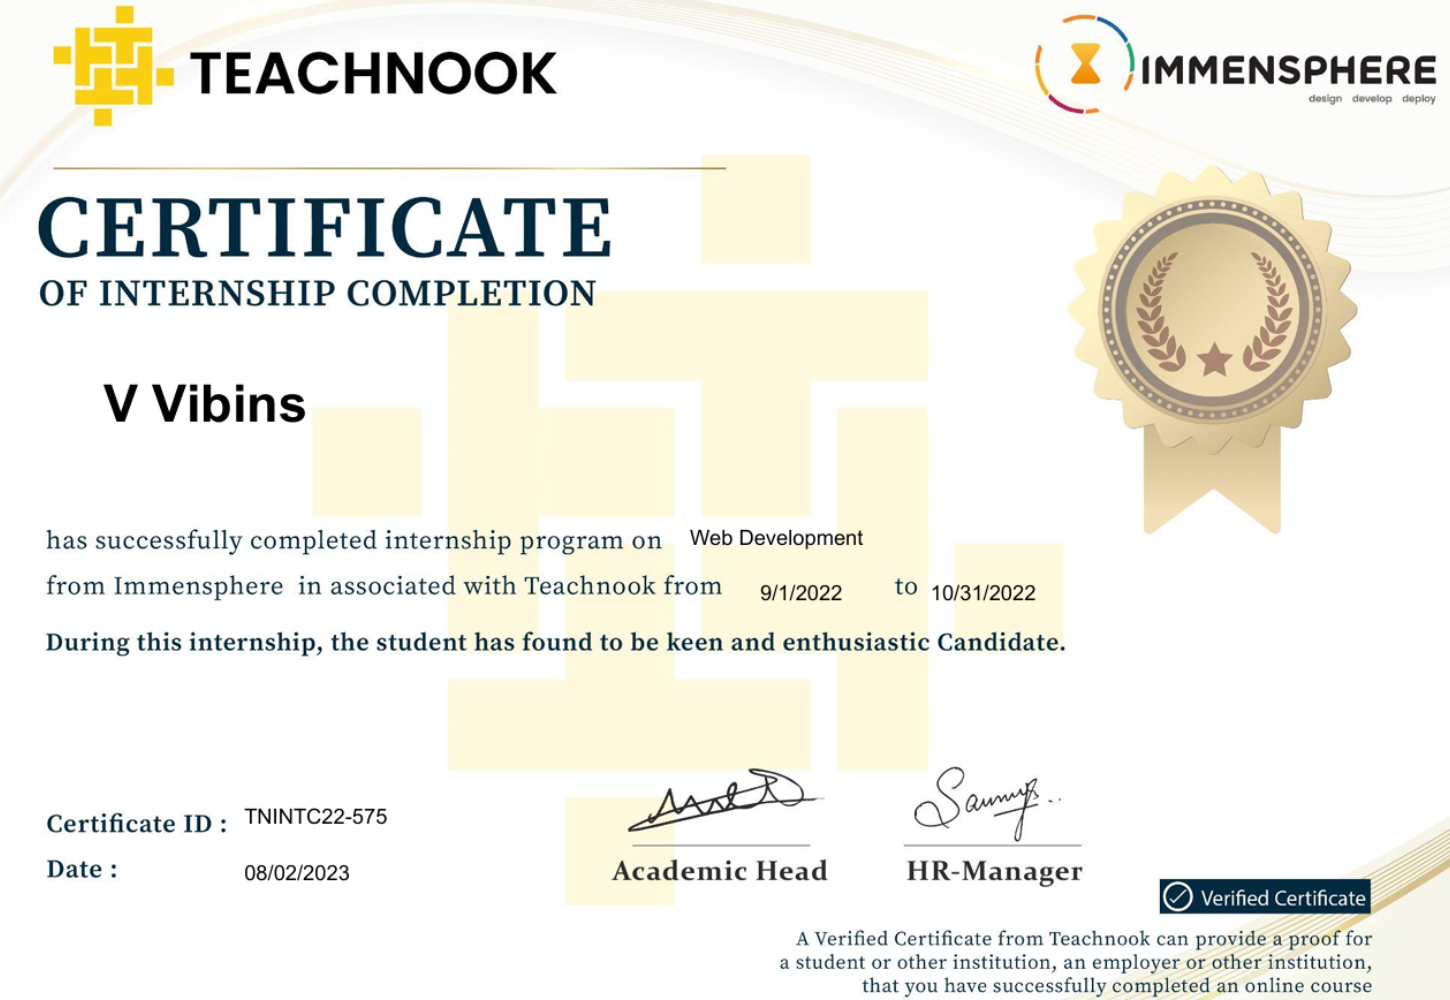 TEACHNOOK
IMMENSPHERE
design develop deploy
CERTIFICATE
OF INTERNSHIP COMPLETION
V Vibins
has successfully completed internship program on Web Development
from Immensphere in associated with Teachnook from 9/1/2022 to 10/31/2022
During this internship, the student has found to be keen and enthusiastic Candidate.
Certificate ID : TNINTC22-575
Date : 08/02/2023
Academic Head
HR-Manager
Verified Certificate
A Verified Certificate from Teachnook can provide a proof for
a student or other institution, an employer or other institution,
that you have successfully completed an online course